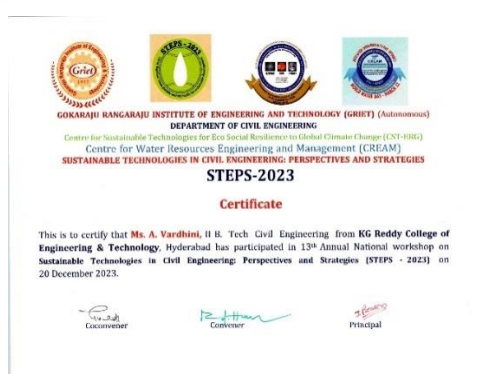 Griet
STEPS - 2023
GOKARAJU RANGARAJU INSTITUTE OF ENGINEERING AND TECHNOLOGY (GRIET) (Autonomous)
DEPARTMENT OF CIVIL ENGINEERING
Centre for Sustainable Technologies for Eco Social Resilience to Global Climate Change
Centre for Water Resources Engineering and Management (CREAM)
SUSTAINABLE TECHNOLOGIES IN CIVIL ENGINEERING: PERSPECTIVES AND STRATEGIES
STEPS-2023
Certificate
This is to certify that Ms. A. Vardhini, II B. Tech Civil Engineering from KG Reddy College of
Engineering & Technology, Hyderabad has participated in 13th Annual National workshop on
Sustainable Technologies in Civil Engineering: Perspectives and Strategies (STEPS - 2023) on
20 December 2023.
Coconvener
Convener
Principal